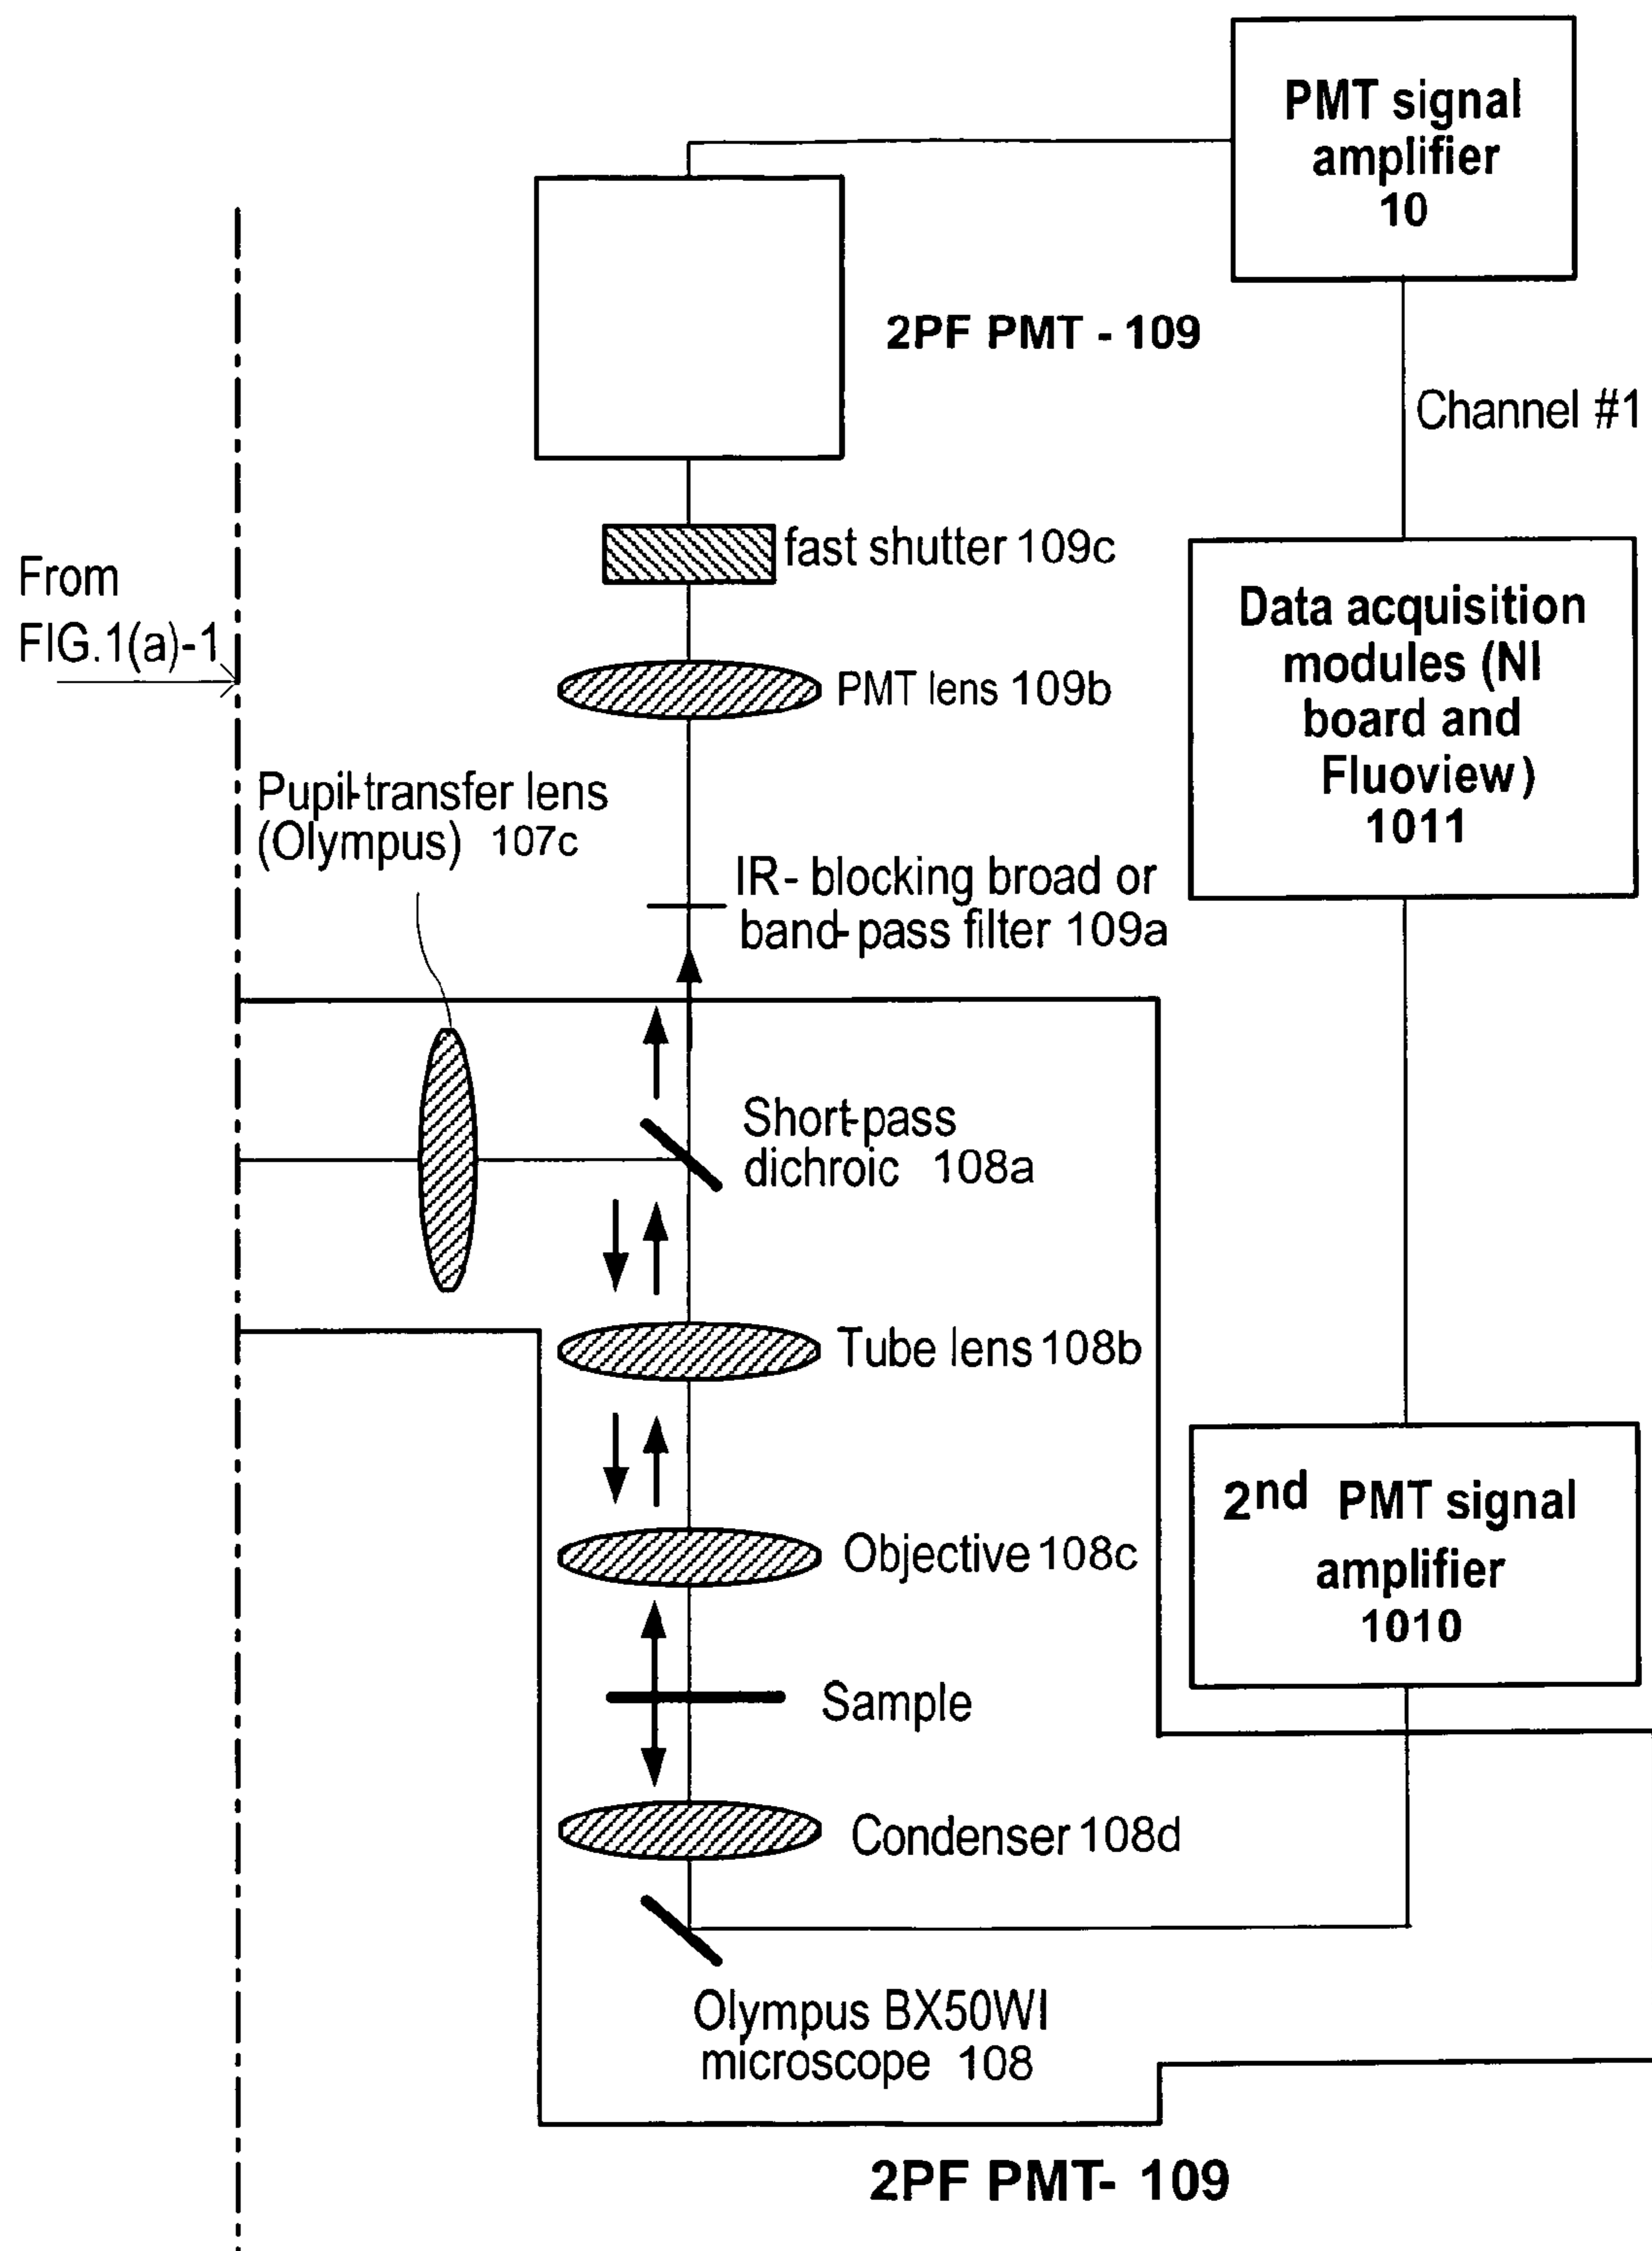 PMT signal
amplifier
10
2PF PMT - 109
Channel #1
fast shutter 109c
From
FIG.1(a)-1
Data acquisition
modules (NI
board and
Fluoview)
1011
PMT lens 109b
Pupil-transfer lens
(Olympus) 107c
IR- blocking broad or
band-pass filter 109a
Short-pass
dichroic 108a
Tube lens 108b
2nd PMT signal
amplifier
1010
Objective 108c
Sample
Condenser 108d
Olympus BX50WI
microscope 108
2PF PMT- 109